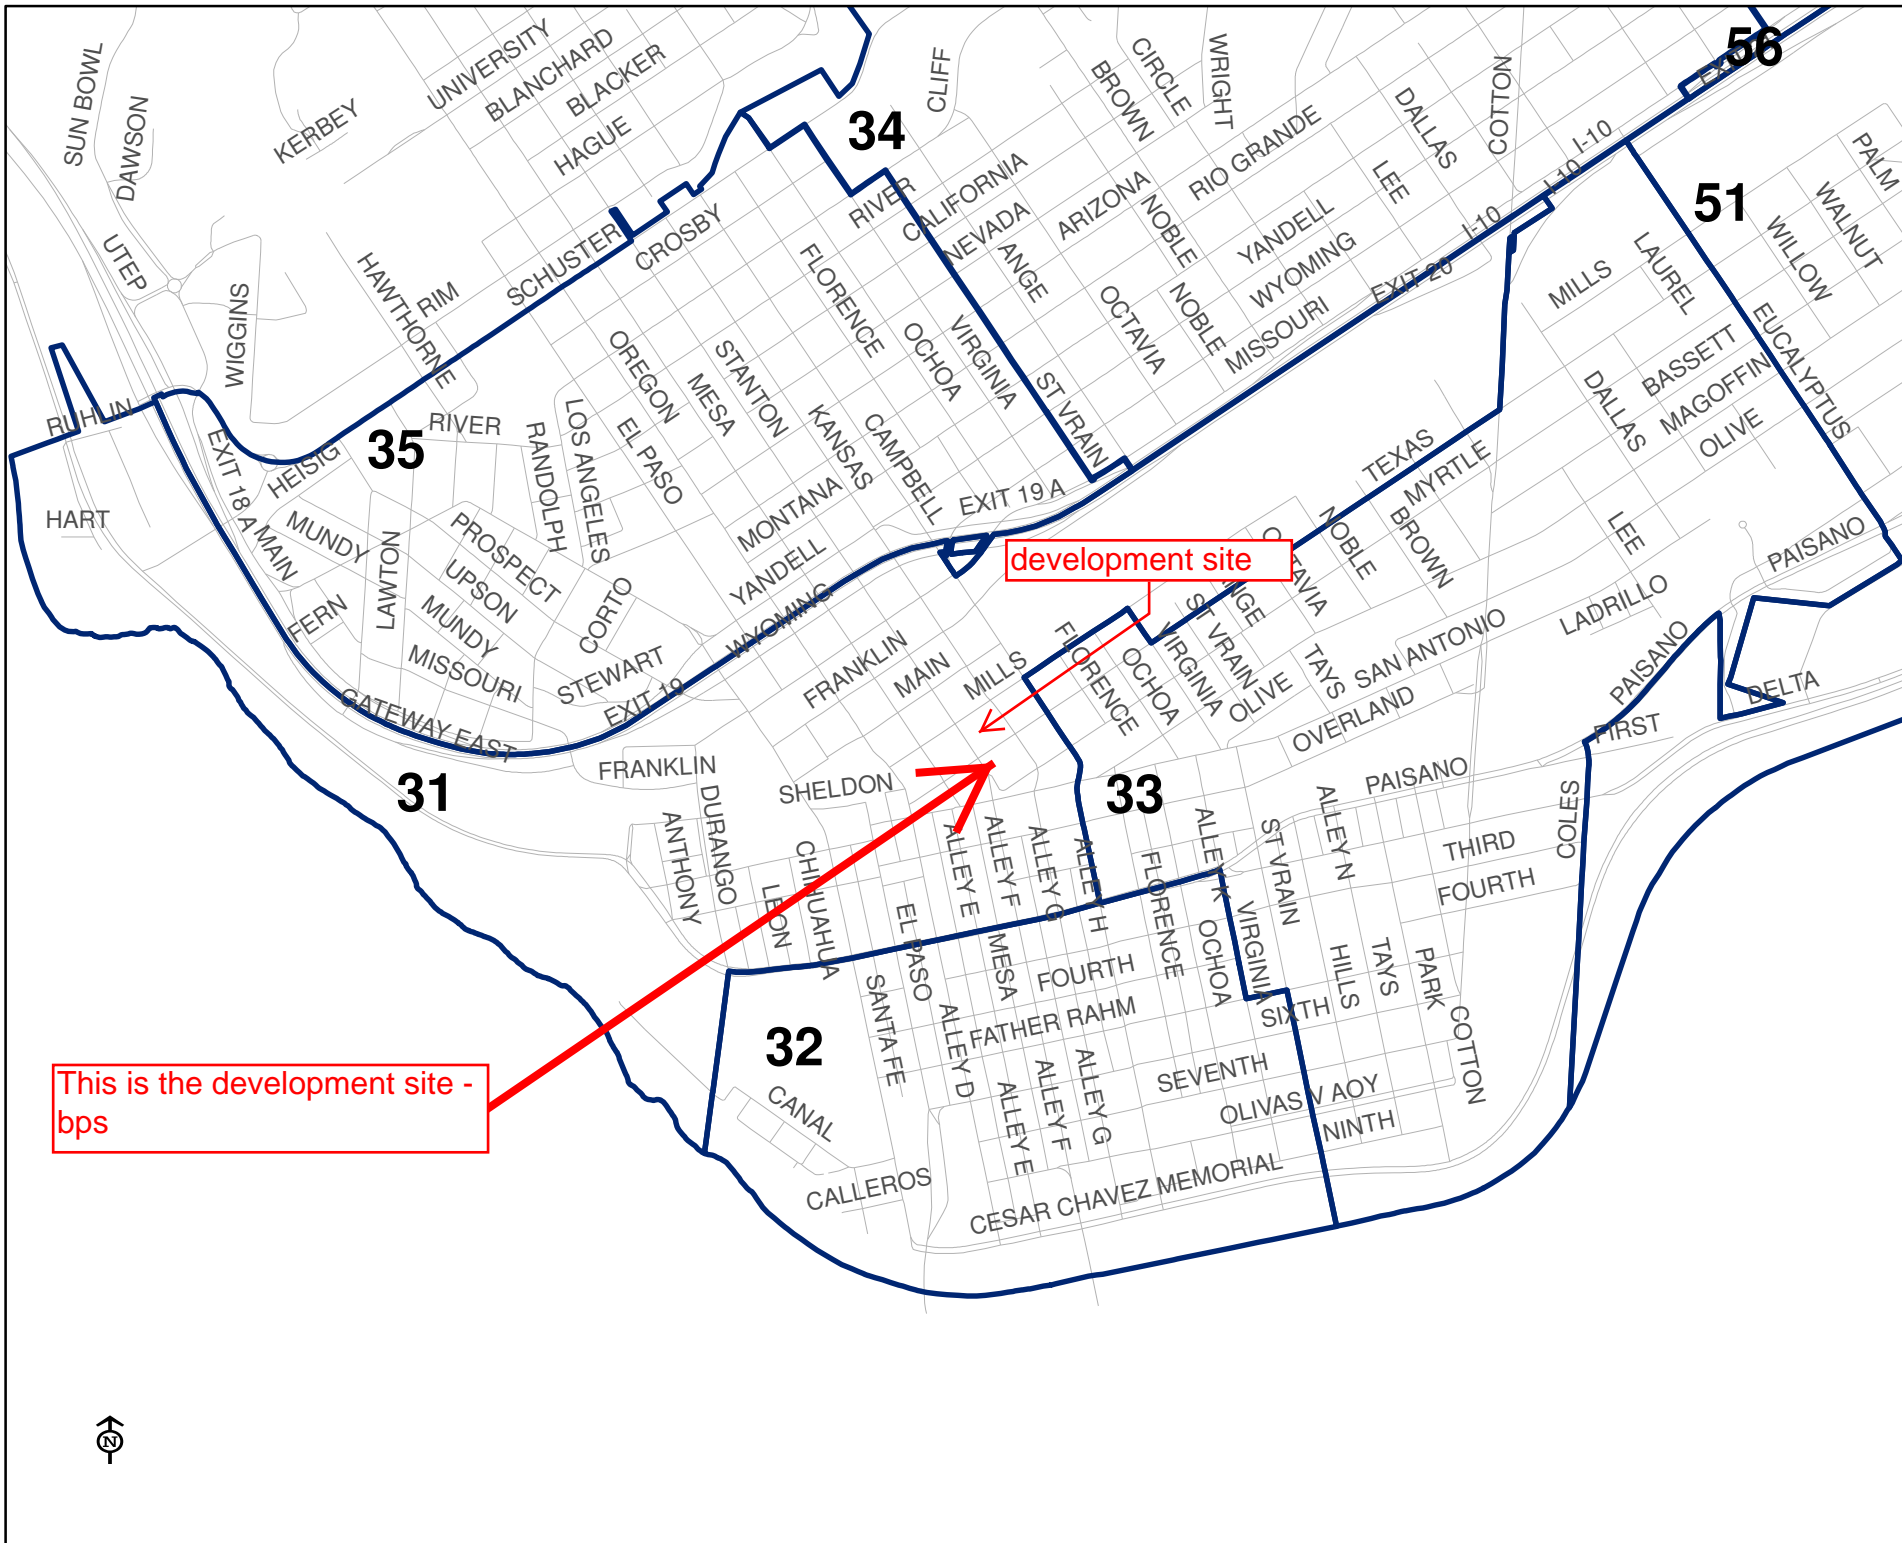 SUN BOWL
DAWSON
KERBEY
UNIVERSITY
BLANCHARD
BLACKER
HAGUE
34
CLIFF
CIRCLE
WRIGHT
BROWN
COTTON
DALLAS
56
I-10
I-10
I-10
51
PALM
WALNUT
WILLOW
UTEP
WIGGINS
HAWTHORNE
RIM
SCHUSTER
CROSBY
RIVER
CALIFORNIA
NEVADA
ANGE
ARIZONA
NOBLE
RIO GRANDE
LEE
YANDELL
WYOMING
MISSOURI
EXIT 20
OCTAVIA
NOBLE
MILLS
LAUREL
EUCALYPTUS
BASSETT
MAGOFFIN
OLIVE
DALLAS
FLORENCE
OCHOA
VIRGINIA
ST VRAIN
OREGON
MESA
STANTON
KANSAS
CAMPBELL
EL PASO
MONTANA
YANDELL
WYOMING
EXIT 19 A
RUHLIN
HART
EXIT 18 A
HEISIG
35
RIVER
RANDOLPH
LOS ANGELES
MUNDY
MAIN
FERN
LAWTON
PROSPECT
UPSON
MUNDY
MISSOURI
CORTO
STEWART
EXIT 19
GATEWAY EAST
TEXAS
MYRTLE
BROWN
NOBLE
LEE
PAISANO
LADRILLO
PAISANO
DELTA
FIRST
development site
FLORENCE
OCHOA
VIRGINIA
ST VRAIN
OLIVE
TAYS
SAN ANTONIO
OVERLAND
FRANKLIN
MAIN
MILLS
31
FRANKLIN
SHELDON
33
PAISANO
THIRD
FOURTH
COLES
ANTHONY
DURANGO
LEON
CHIHUAHUA
EL PASO
ALLEY E
ALLEY F
ALLEY G
ALLEY H
FLORENCE
ALLEY K
ST VRAIN
ALLEY N
VIRGINIA
OCHOA
HILLS
TAYS
PARK
COTTON
MESA
FOURTH
SANTA FE
ALLEY D
FATHER RAHM
SIXTH
32
SEVENTH
OLIVAS V AOY
NINTH
ALLEY E
ALLEY F
ALLEY G
CANAL
CALLEROS
CESAR CHAVEZ MEMORIAL
This is the development site -
bps
N